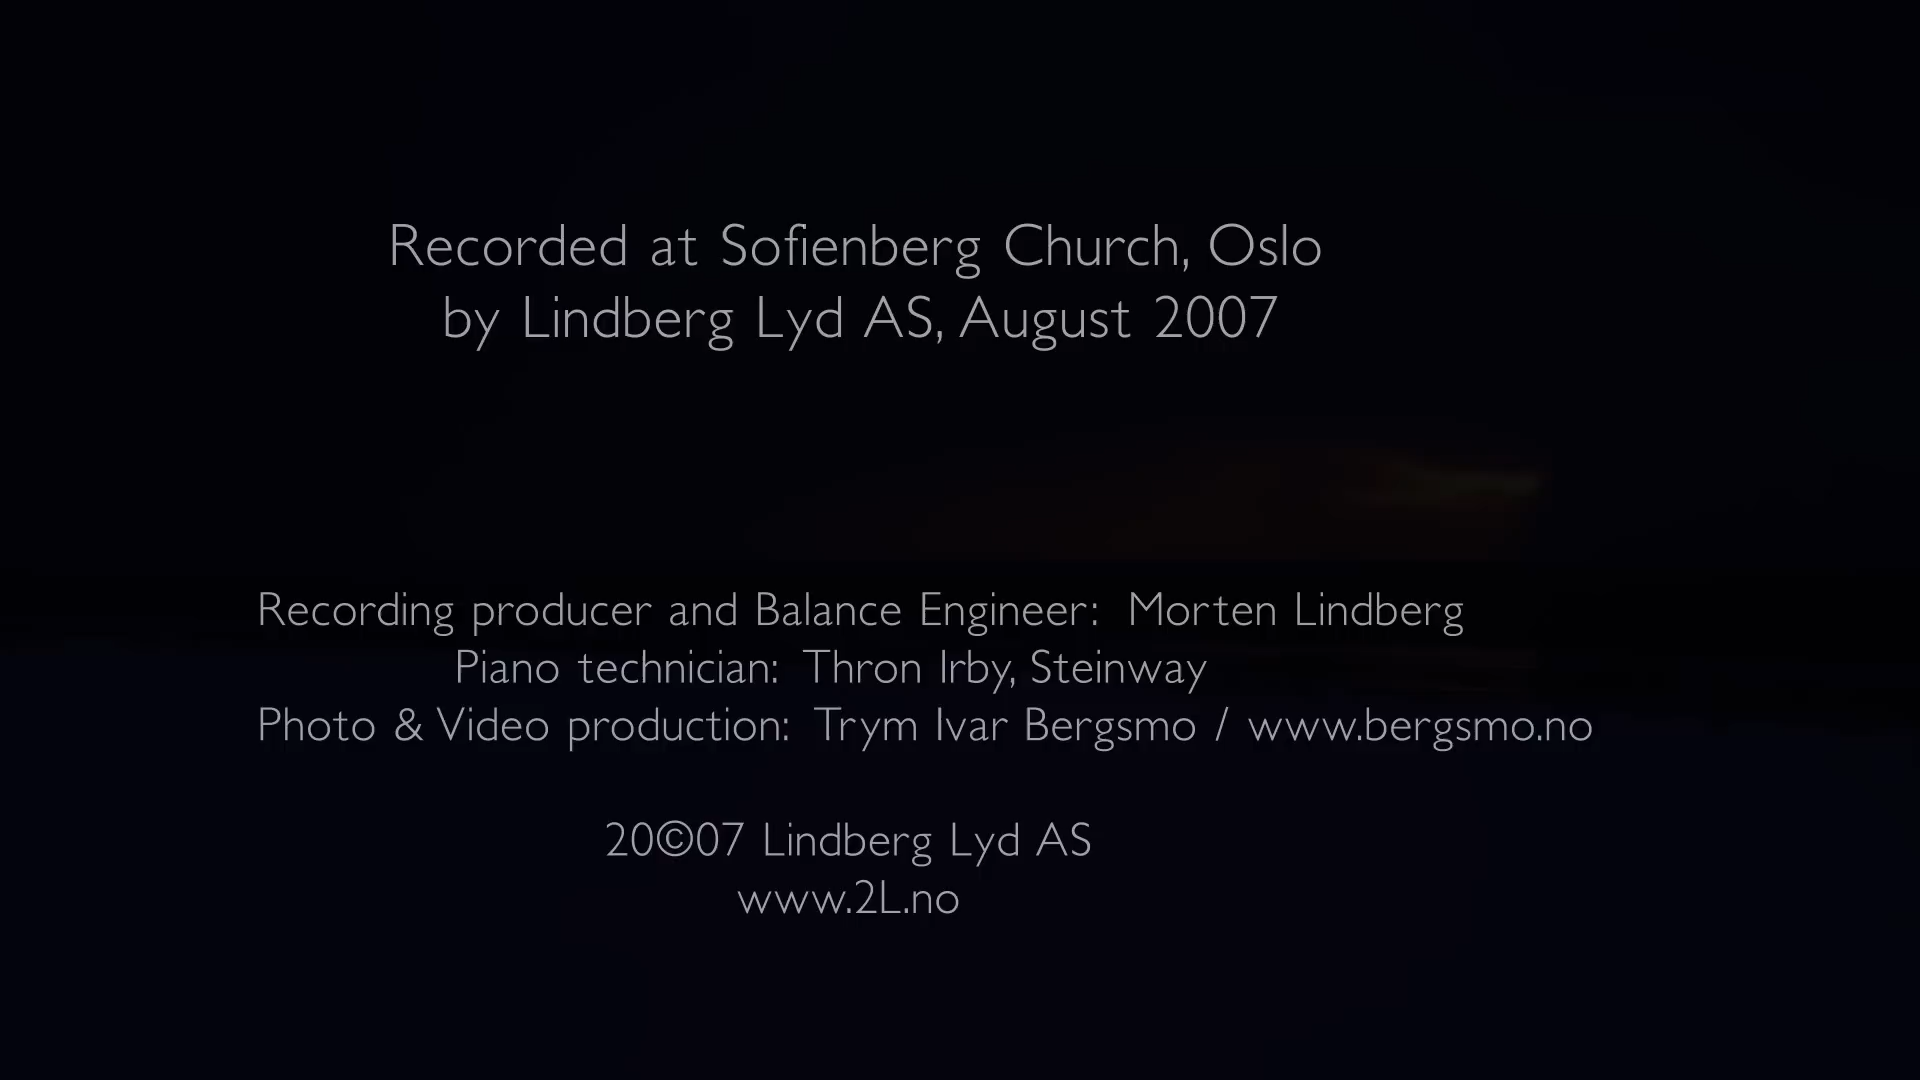 Recorded at Sofienberg Church, Oslo
by Lindberg Lyd AS, August 2007
Recording producer and Balance Engineer: Morten Lindberg
Piano technician: Thron Irby, Steinway
Photo & Video production: Trym Ivar Bergsmo / www.bergsmo.no
20©07 Lindberg Lyd AS
www.2L.no